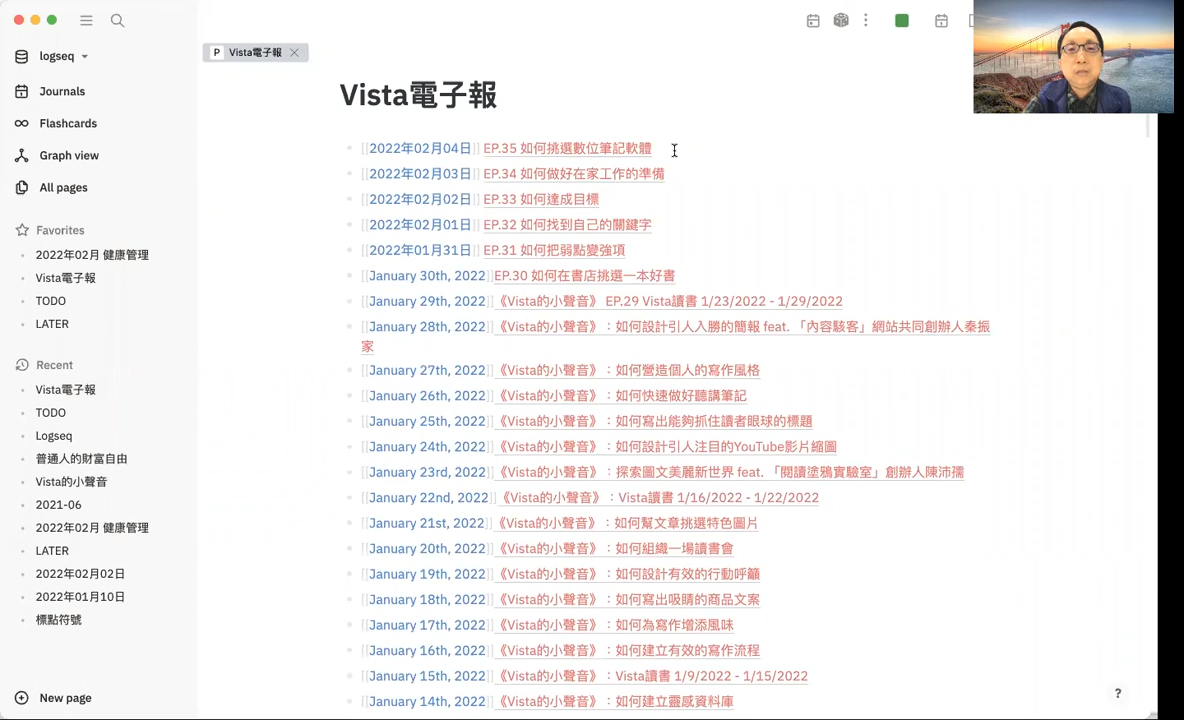 logseq
P Vista電子報
Journals
Flashcards
Graph view
All pages
Favorites
2022年02月 健康管理
Vista電子報
TODO
LATER
Recent
Vista電子報
TODO
Logseq
普通人的財富自由
Vista的小聲音
2021-06
2022年02月 健康管理
LATER
2022年02月02日
2022年01月10日
標點符號
New page
Vista電子報
[[2022年02月04日]] EP.35 如何挑選數位筆記軟體
[[2022年02月03日]] EP.34 如何做好在家工作的準備
[[2022年02月02日]] EP.33 如何達成目標
[[2022年02月01日]] EP.32 如何找到自己的關鍵字
[[2022年01月31日]] EP.31 如何把弱點變強項
[[January 30th, 2022]]EP.30 如何在書店挑選一本好書
[[January 29th, 2022]]《Vista的小聲音》 EP.29 Vista讀書 1/23/2022 - 1/29/2022
[[January 28th, 2022]]《Vista的小聲音》：如何設計引人入勝的簡報 feat. 「內容駭客」網站共同創辦人秦振
家
[[January 27th, 2022]]《Vista的小聲音》：如何營造個人的寫作風格
[[January 26th, 2022]]《Vista的小聲音》：如何快速做好聽講筆記
[[January 25th, 2022]]《Vista的小聲音》：如何寫出能夠抓住讀者眼球的標題
[[January 24th, 2022]]《Vista的小聲音》：如何設計引人注目的YouTube影片縮圖
[[January 23rd, 2022]]《Vista的小聲音》：探索圖文美麗新世界 feat. 「閱讀塗鴉實驗室」創辦人陳沛孺
[[January 22nd, 2022]]《Vista的小聲音》：Vista讀書 1/16/2022 - 1/22/2022
[[January 21st, 2022]]《Vista的小聲音》：如何幫文章挑選特色圖片
[[January 20th, 2022]]《Vista的小聲音》：如何組織一場讀書會
[[January 19th, 2022]]《Vista的小聲音》：如何設計有效的行動呼籲
[[January 18th, 2022]]《Vista的小聲音》：如何寫出吸睛的商品文案
[[January 17th, 2022]]《Vista的小聲音》：如何為寫作增添風味
[[January 16th, 2022]]《Vista的小聲音》：如何建立有效的寫作流程
[[January 15th, 2022]]《Vista的小聲音》：Vista讀書 1/9/2022 - 1/15/2022
[[January 14th, 2022]]《Vista的小聲音》：如何建立靈感資料庫
?